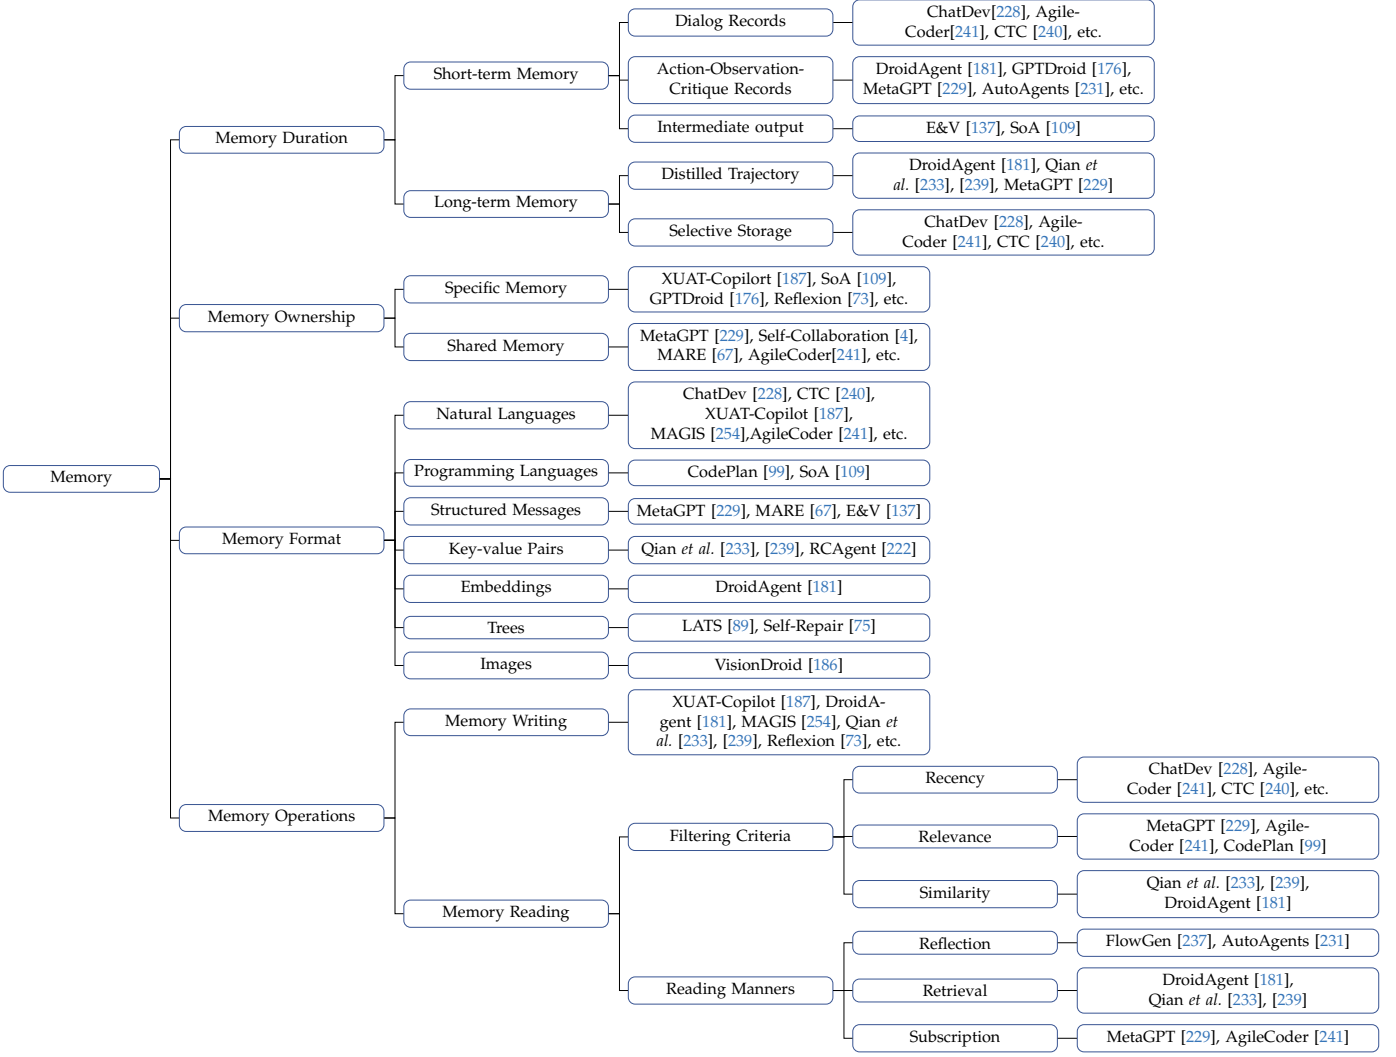 Memory
Memory Duration
Short-term Memory
Dialog Records
ChatDev[228], Agile-
Coder[241], CTC [240], etc.
Action-Observation-
Critique Records
DroidAgent [181], GPTDroid [176],
MetaGPT [229], AutoAgents [231], etc.
Intermediate output
E&V [137], SoA [109]
Long-term Memory
Distilled Trajectory
DroidAgent [181], Qian et
al. [233], [239], MetaGPT [229]
Selective Storage
ChatDev [228], Agile-
Coder [241], CTC [240], etc.
Memory Ownership
Specific Memory
XUAT-Copilort [187], SoA [109],
GPTDroid [176], Reflexion [73], etc.
Shared Memory
MetaGPT [229], Self-Collaboration [4],
MARE [67], AgileCoder[241], etc.
Memory Format
Natural Languages
ChatDev [228], CTC [240],
XUAT-Copilot [187],
MAGIS [254],AgileCoder [241], etc.
Programming Languages
CodePlan [99], SoA [109]
Structured Messages
MetaGPT [229], MARE [67], E&V [137]
Key-value Pairs
Qian et al. [233], [239], RCAgent [222]
Embeddings
DroidAgent [181]
Trees
LATS [89], Self-Repair [75]
Images
VisionDroid [186]
Memory Operations
Memory Writing
XUAT-Copilot [187], DroidA-
gent [181], MAGIS [254], Qian et
al. [233], [239], Reflexion [73], etc.
Memory Reading
Filtering Criteria
Recency
ChatDev [228], Agile-
Coder [241], CTC [240], etc.
Relevance
MetaGPT [229], Agile-
Coder [241], CodePlan [99]
Similarity
Qian et al. [233], [239],
DroidAgent [181]
Reading Manners
Reflection
FlowGen [237], AutoAgents [231]
Retrieval
DroidAgent [181],
Qian et al. [233], [239]
Subscription
MetaGPT [229], AgileCoder [241]